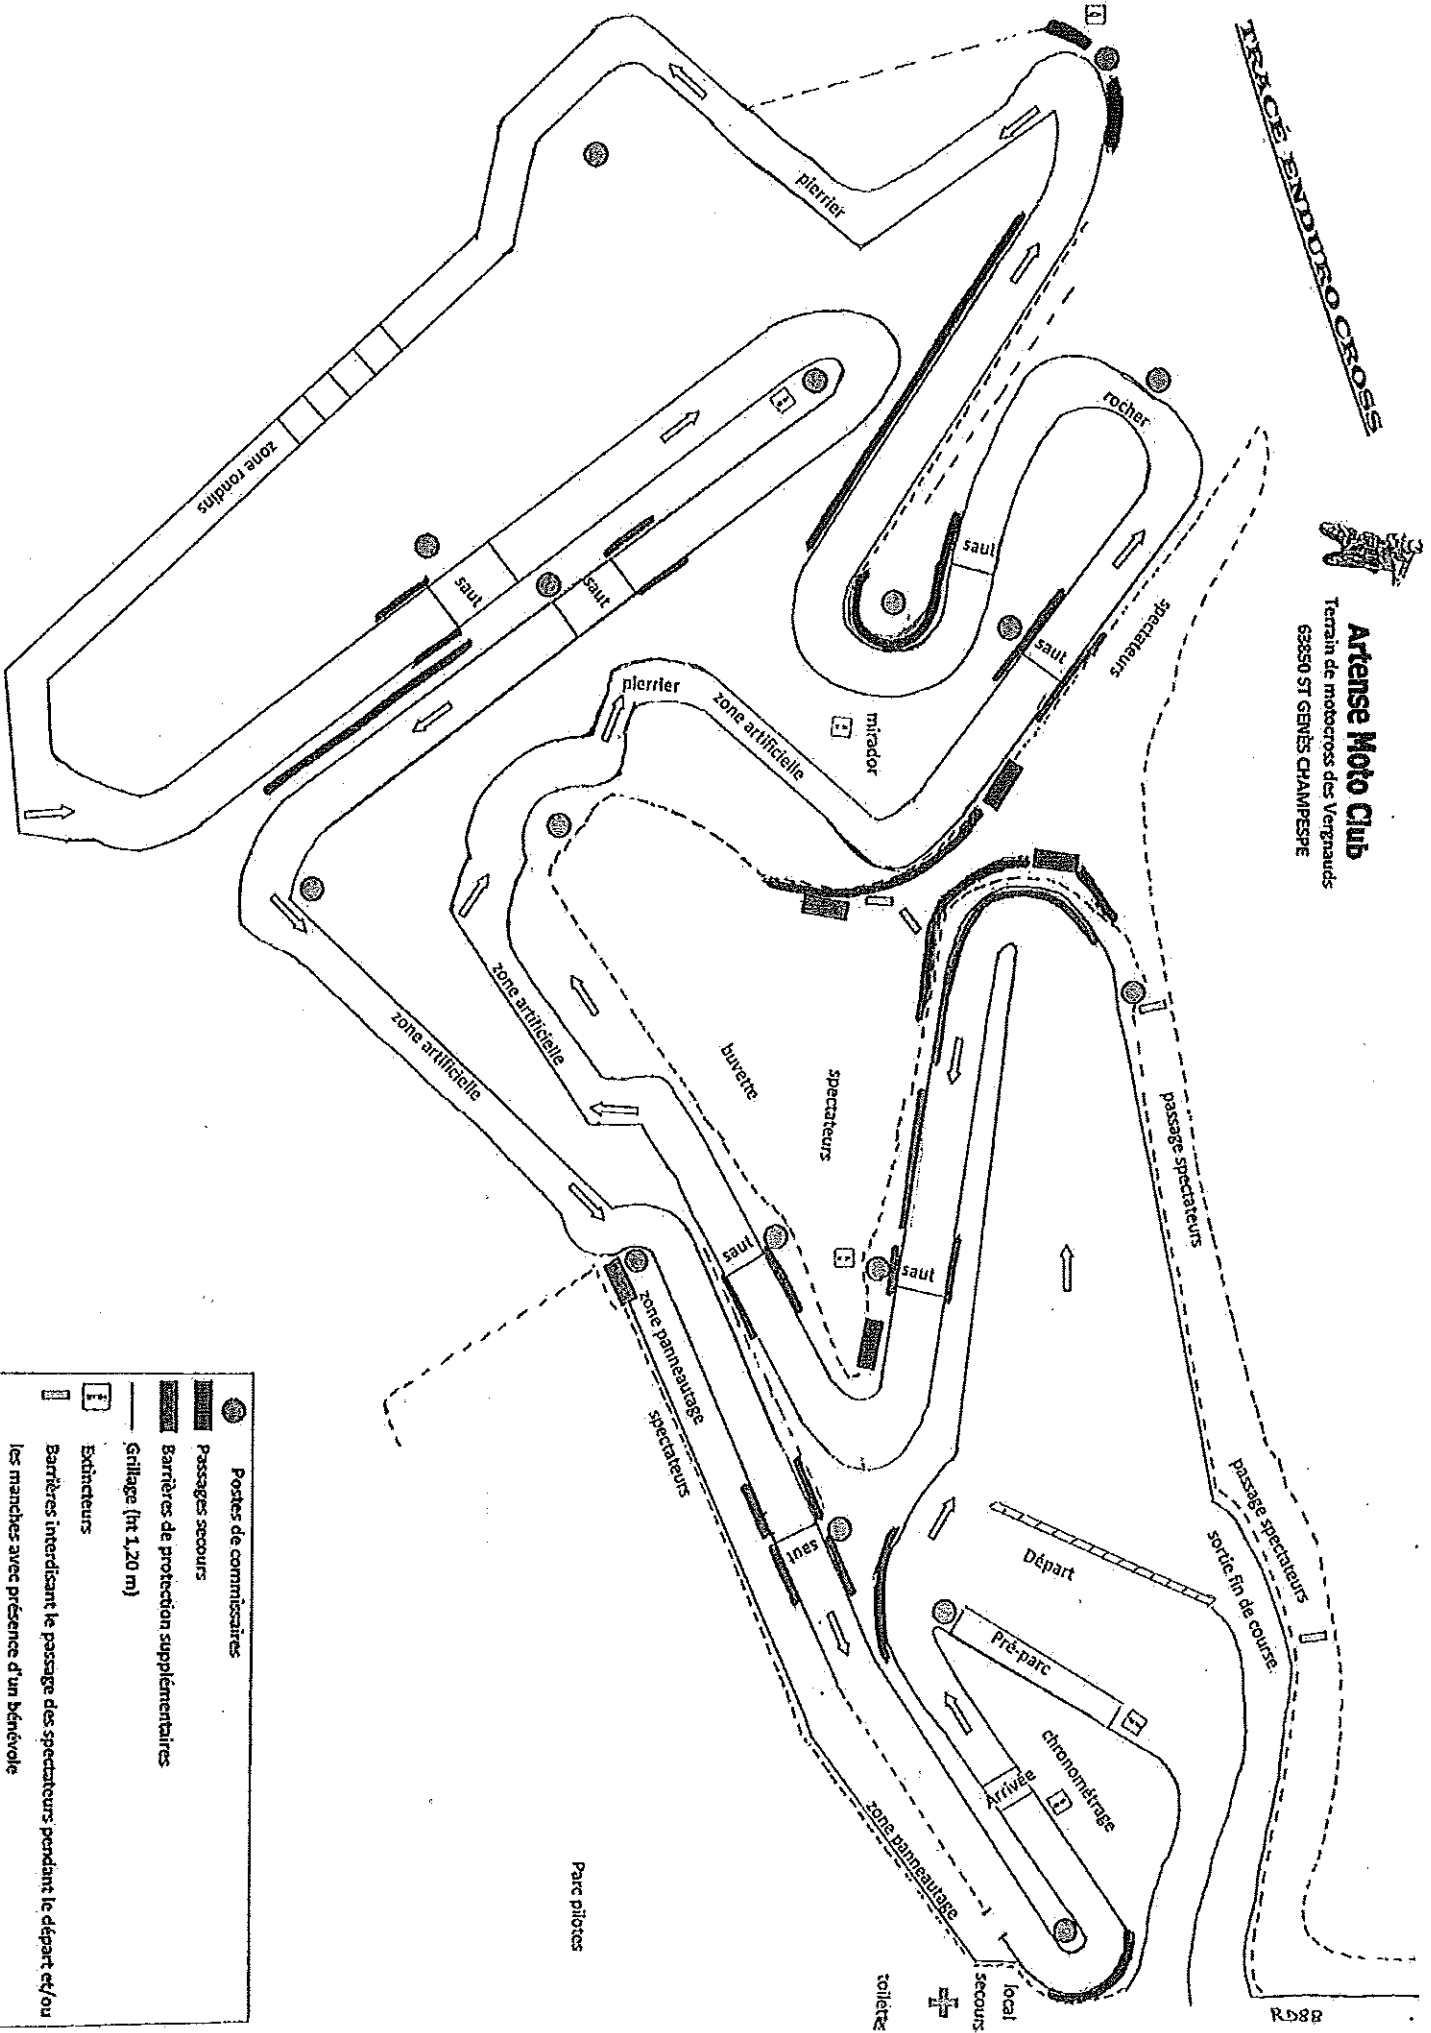 TRACÉ ENDUROCROSS
Artense Moto Club
Terrain de motocross des Vergnauds
63850 ST GENÈS CHAMPESPE
pierrier
rocher
saut
spectateurs
saut
mirador
zone artificielle
pierrier
saut
saut
zone rondins
zone artificielle
zone artificielle
buvette
spectateurs
passage spectateurs
saut
saut
zone panneautage
spectateurs
saut
passage spectateurs
sortie fin de course
Départ
Pré-parc
chronométrage
Arrivée
zone panneautage
Parc pilotes
local
secours
toilettes
RD88
Postes de commissaires
Passages secours
Barrières de protection supplémentaires
Grillage (ht 1,20 m)
Extincteurs
Barrières interdisant le passage des spectateurs pendant le départ et/ou
les manches avec présence d'un bénévole